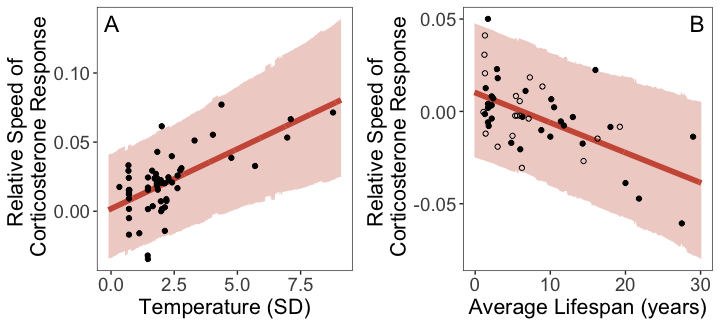 A
Relative Speed of
Corticosterone Response
0.10
0.05
0.00
0.0 2.5 5.0 7.5
Temperature (SD)
B
Relative Speed of
Corticosterone Response
0.05
0.00
-0.05
0 10 20 30
Average Lifespan (years)